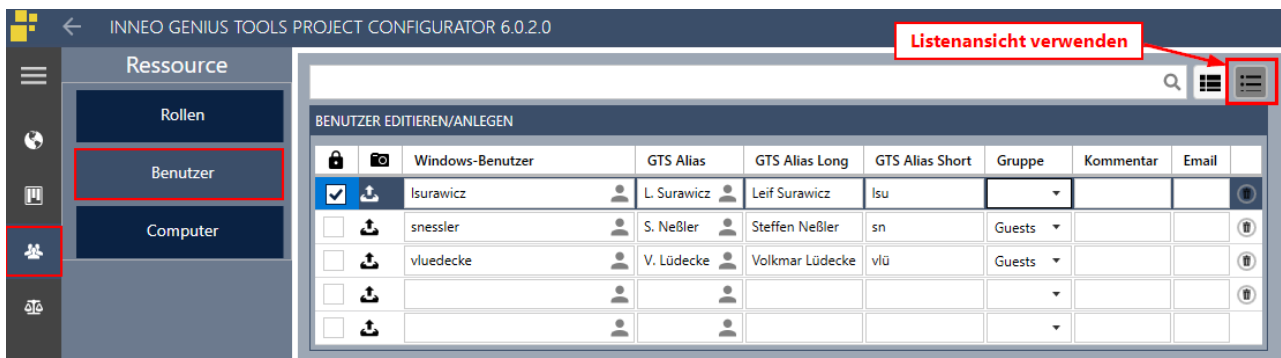 INNEO GENIUS TOOLS PROJECT CONFIGURATOR 6.0.2.0
Listenansicht verwenden
Ressource
Rollen
Benutzer
Computer
BENUTZER EDITIEREN/ANLEGEN
Windows-Benutzer GTS Alias GTS Alias Long GTS Alias Short Gruppe Kommentar Email
lsurawicz L. Surawicz Leif Surawicz lsu
snessler S. Neßler Steffen Neßler sn Guests
vluedecke V. Lüdecke Volkmar Lüdecke vlü Guests